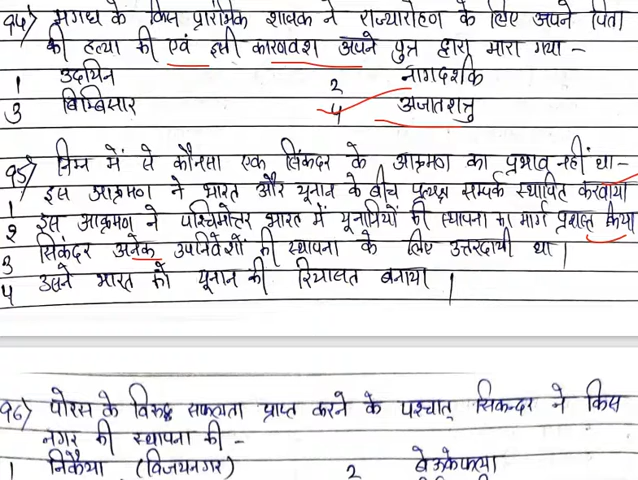 94) मगध के किस प्रारंभिक शासक ने राज्यारोहण के लिए अपने पिता
की हत्या की एवं इसी कारणवश अपने पुत्र द्वारा मारा गया -
1 उदयिन 2 नागदशक
3 बिम्बिसार 4 अजातशत्रु
95) निम्न में से कौनसा एक सिकंदर के आक्रमण का प्रभाव नहीं था -
1 इस आक्रमण ने भारत और यूनान के बीच प्रत्यक्ष सम्पर्क स्थापित करवाया
2 इस आक्रमण ने पश्चिमोत्तर भारत में यूनानियों की स्थापना का मार्ग प्रशस्त किया
3 सिकंदर अनेक उपनिवेशों की स्थापना के लिए उत्तरदायी था |
4 उसने भारत को यूनान की रियासत बनाया |
96) पोरस के विरुद्ध सफलता प्राप्त करने के पश्चात् सिकन्दर ने किस
नगर की स्थापना की -
1 निकैया (विजयनगर) 2